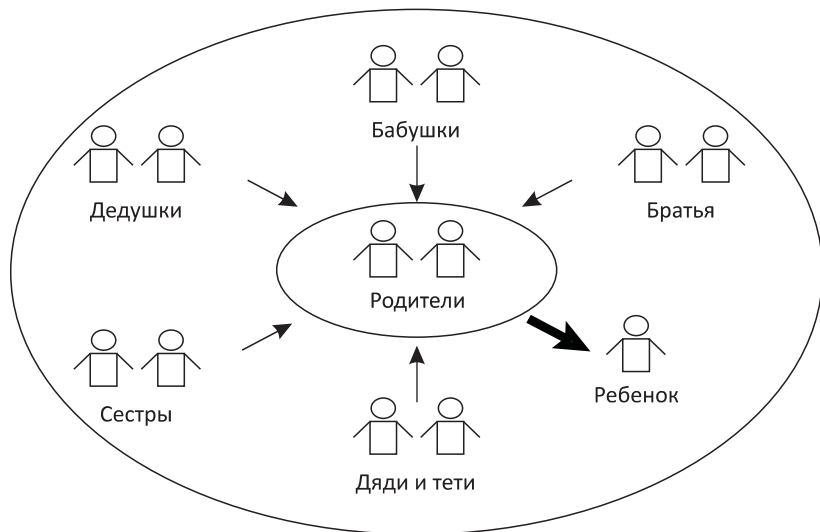 Бабушки
Дедушки
Братья
Родители
Сестры
Ребенок
Дяди и тети